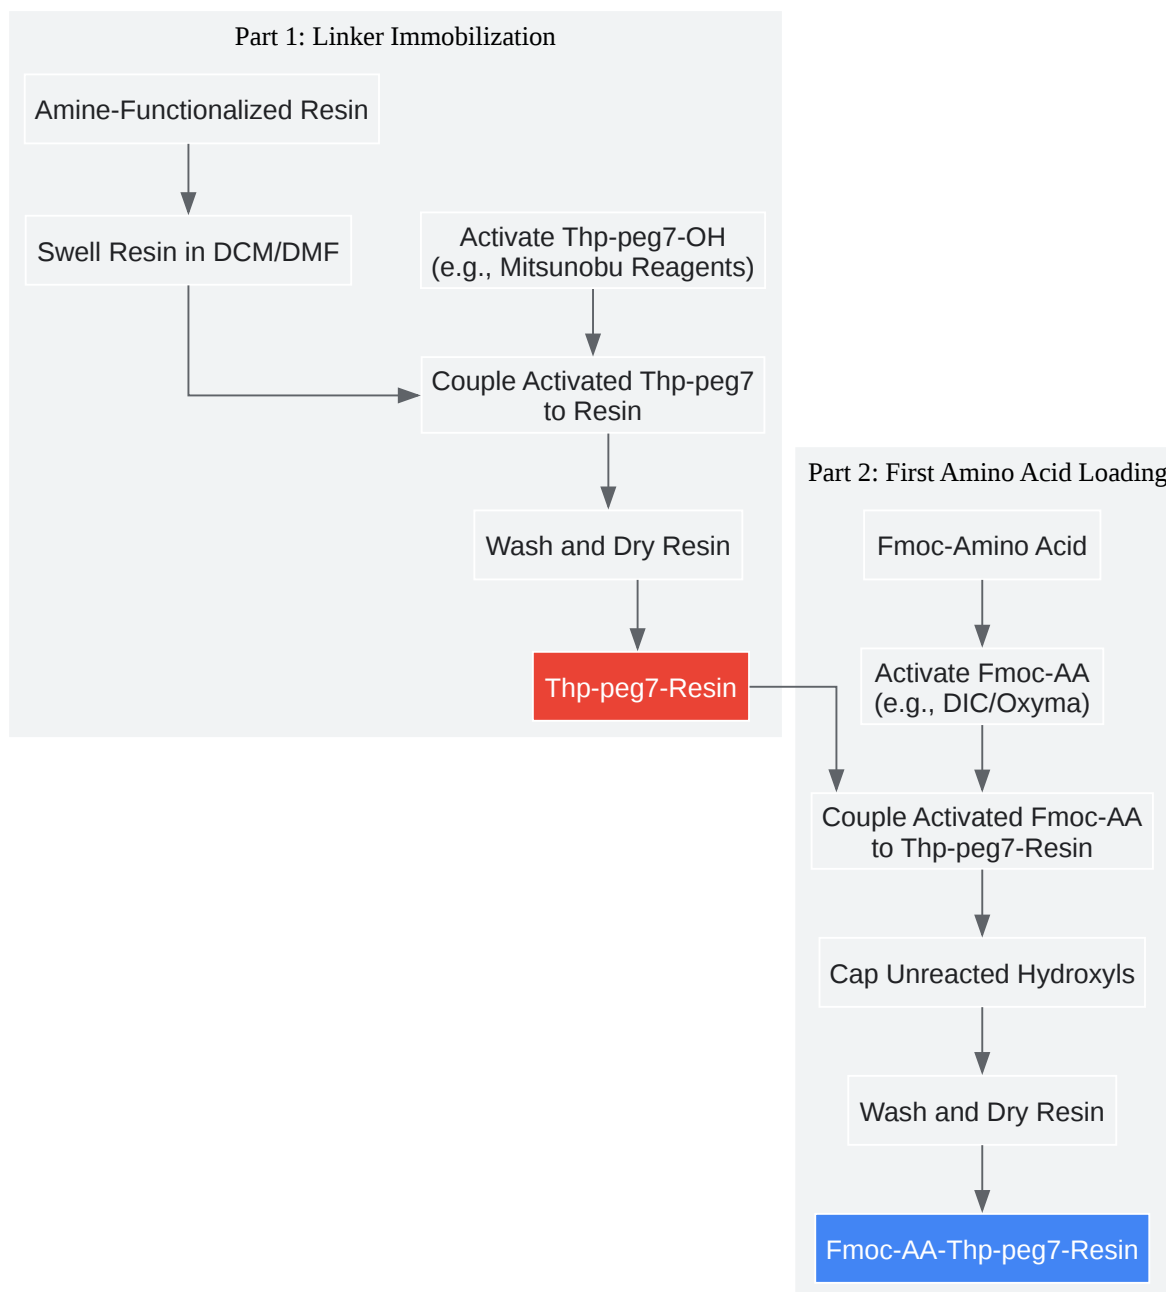 Part 1: Linker Immobilization
Amine-Functionalized Resin
Swell Resin in DCM/DMF
Activate Thp-peg7-OH
(e.g., Mitsunobu Reagents)
Couple Activated Thp-peg7
to Resin
Wash and Dry Resin
Thp-peg7-Resin
Part 2: First Amino Acid Loading
Fmoc-Amino Acid
Activate Fmoc-AA
(e.g., DIC/Oxyma)
Couple Activated Fmoc-AA
to Thp-peg7-Resin
Cap Unreacted Hydroxyls
Wash and Dry Resin
Fmoc-AA-Thp-peg7-Resin